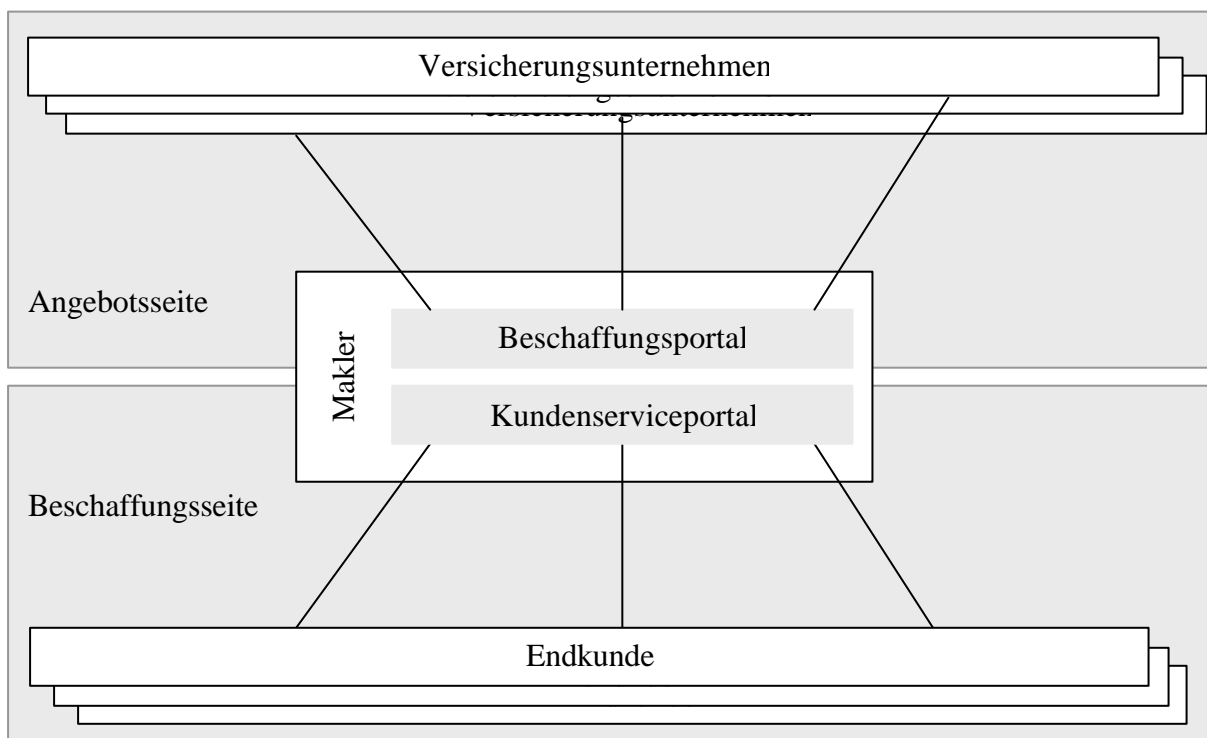 Versicherungsunternehmen
Angebotsseite
Makler
Beschaffungsportal
Kundenserviceportal
Beschaffungsseite
Endkunde